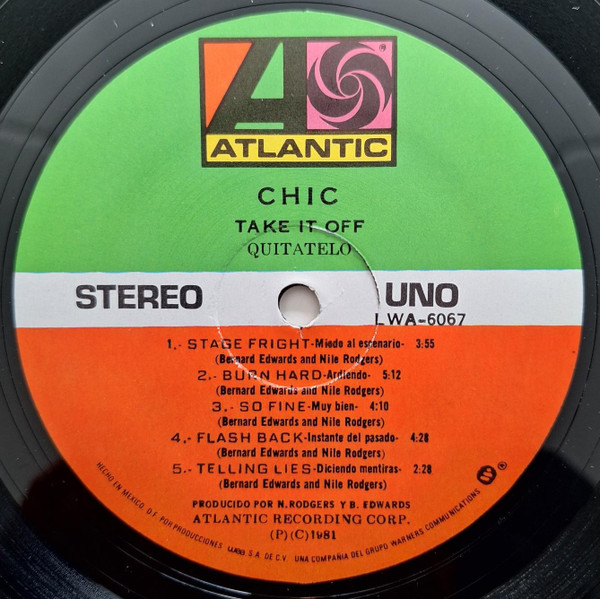 ATLANTIC
CHIC
TAKE IT OFF
QUITATELO
STEREO
UNO
LWA-6067
1,- STAGE FRIGHT-Miodo al escenario- 3:55
(Bernard Edwards and Nile Rodgers)
2,- BURN HARD-Ardiendo- 5:12
(Bernard Edwards and Nile Rodgers)
3,- SO FINE-Muy bien- 4:10
(Bernard Edwards and Nile Rodgers)
4,- FLASH BACK-Instante del pasado- 4:28
(Bernard Edwards and Nile Rodgers)
5,- TELLING LIES-Diciendo mentiras- 2:28
(Bernard Edwards and Nile Rodgers)
PRODUCIDO POR N. RODGERS Y B. EDWARDS
ATLANTIC RECORDING CORP.
(P)(C)1981
HECHO EN MEXICO, D.F. POR PRODUCCIONES S.A. DE C.V. UNA COMPAÑIA DEL GRUPO WARNERS COMMUNICATIONS ®